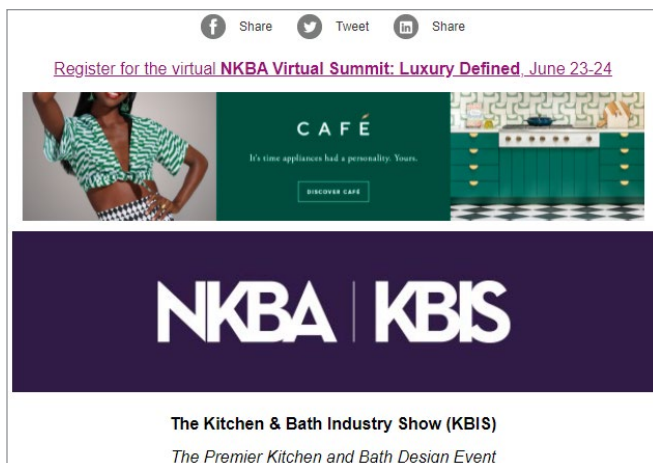 Share Tweet Share
Register for the virtual NKBA Virtual Summit: Luxury Defined, June 23-24
CAFÉ
It's time appliances had a personality. Yours.
DISCOVER CAFÉ
NKBA | KBIS
The Kitchen & Bath Industry Show (KBIS)
The Premier Kitchen and Bath Design Event